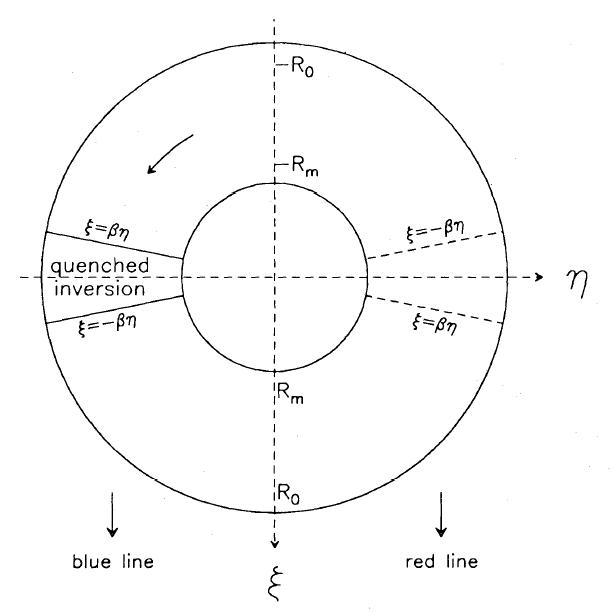 -R₀
-Rₘ
ξ=βη
ξ=-βη
quenched
inversion
η
ξ=-βη
ξ=βη
Rₘ
R₀
blue line
red line
ξ